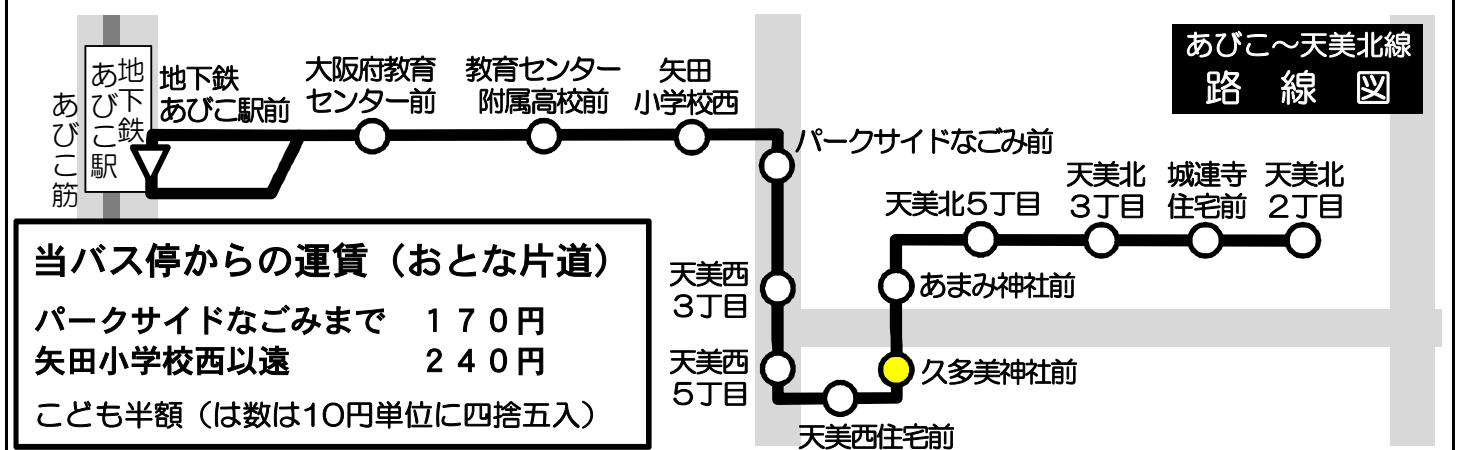 あびこ～天美北線
路線図
あびこ筋
地下鉄
あびこ駅
地下鉄
あびこ駅前
大阪府教育
センター前
教育センター
附属高校前
矢田
小学校西
パークサイドなごみ前
天美西
3丁目
天美西
5丁目
天美西住宅前
久多美神社前
あまみ神社前
天美北5丁目
天美北
3丁目
城連寺
住宅前
天美北
2丁目
当バス停からの運賃（おとな片道）
パークサイドなごみまで　１７０円
矢田小学校西以遠　２４０円
こども半額（は数は10円単位に四捨五入）